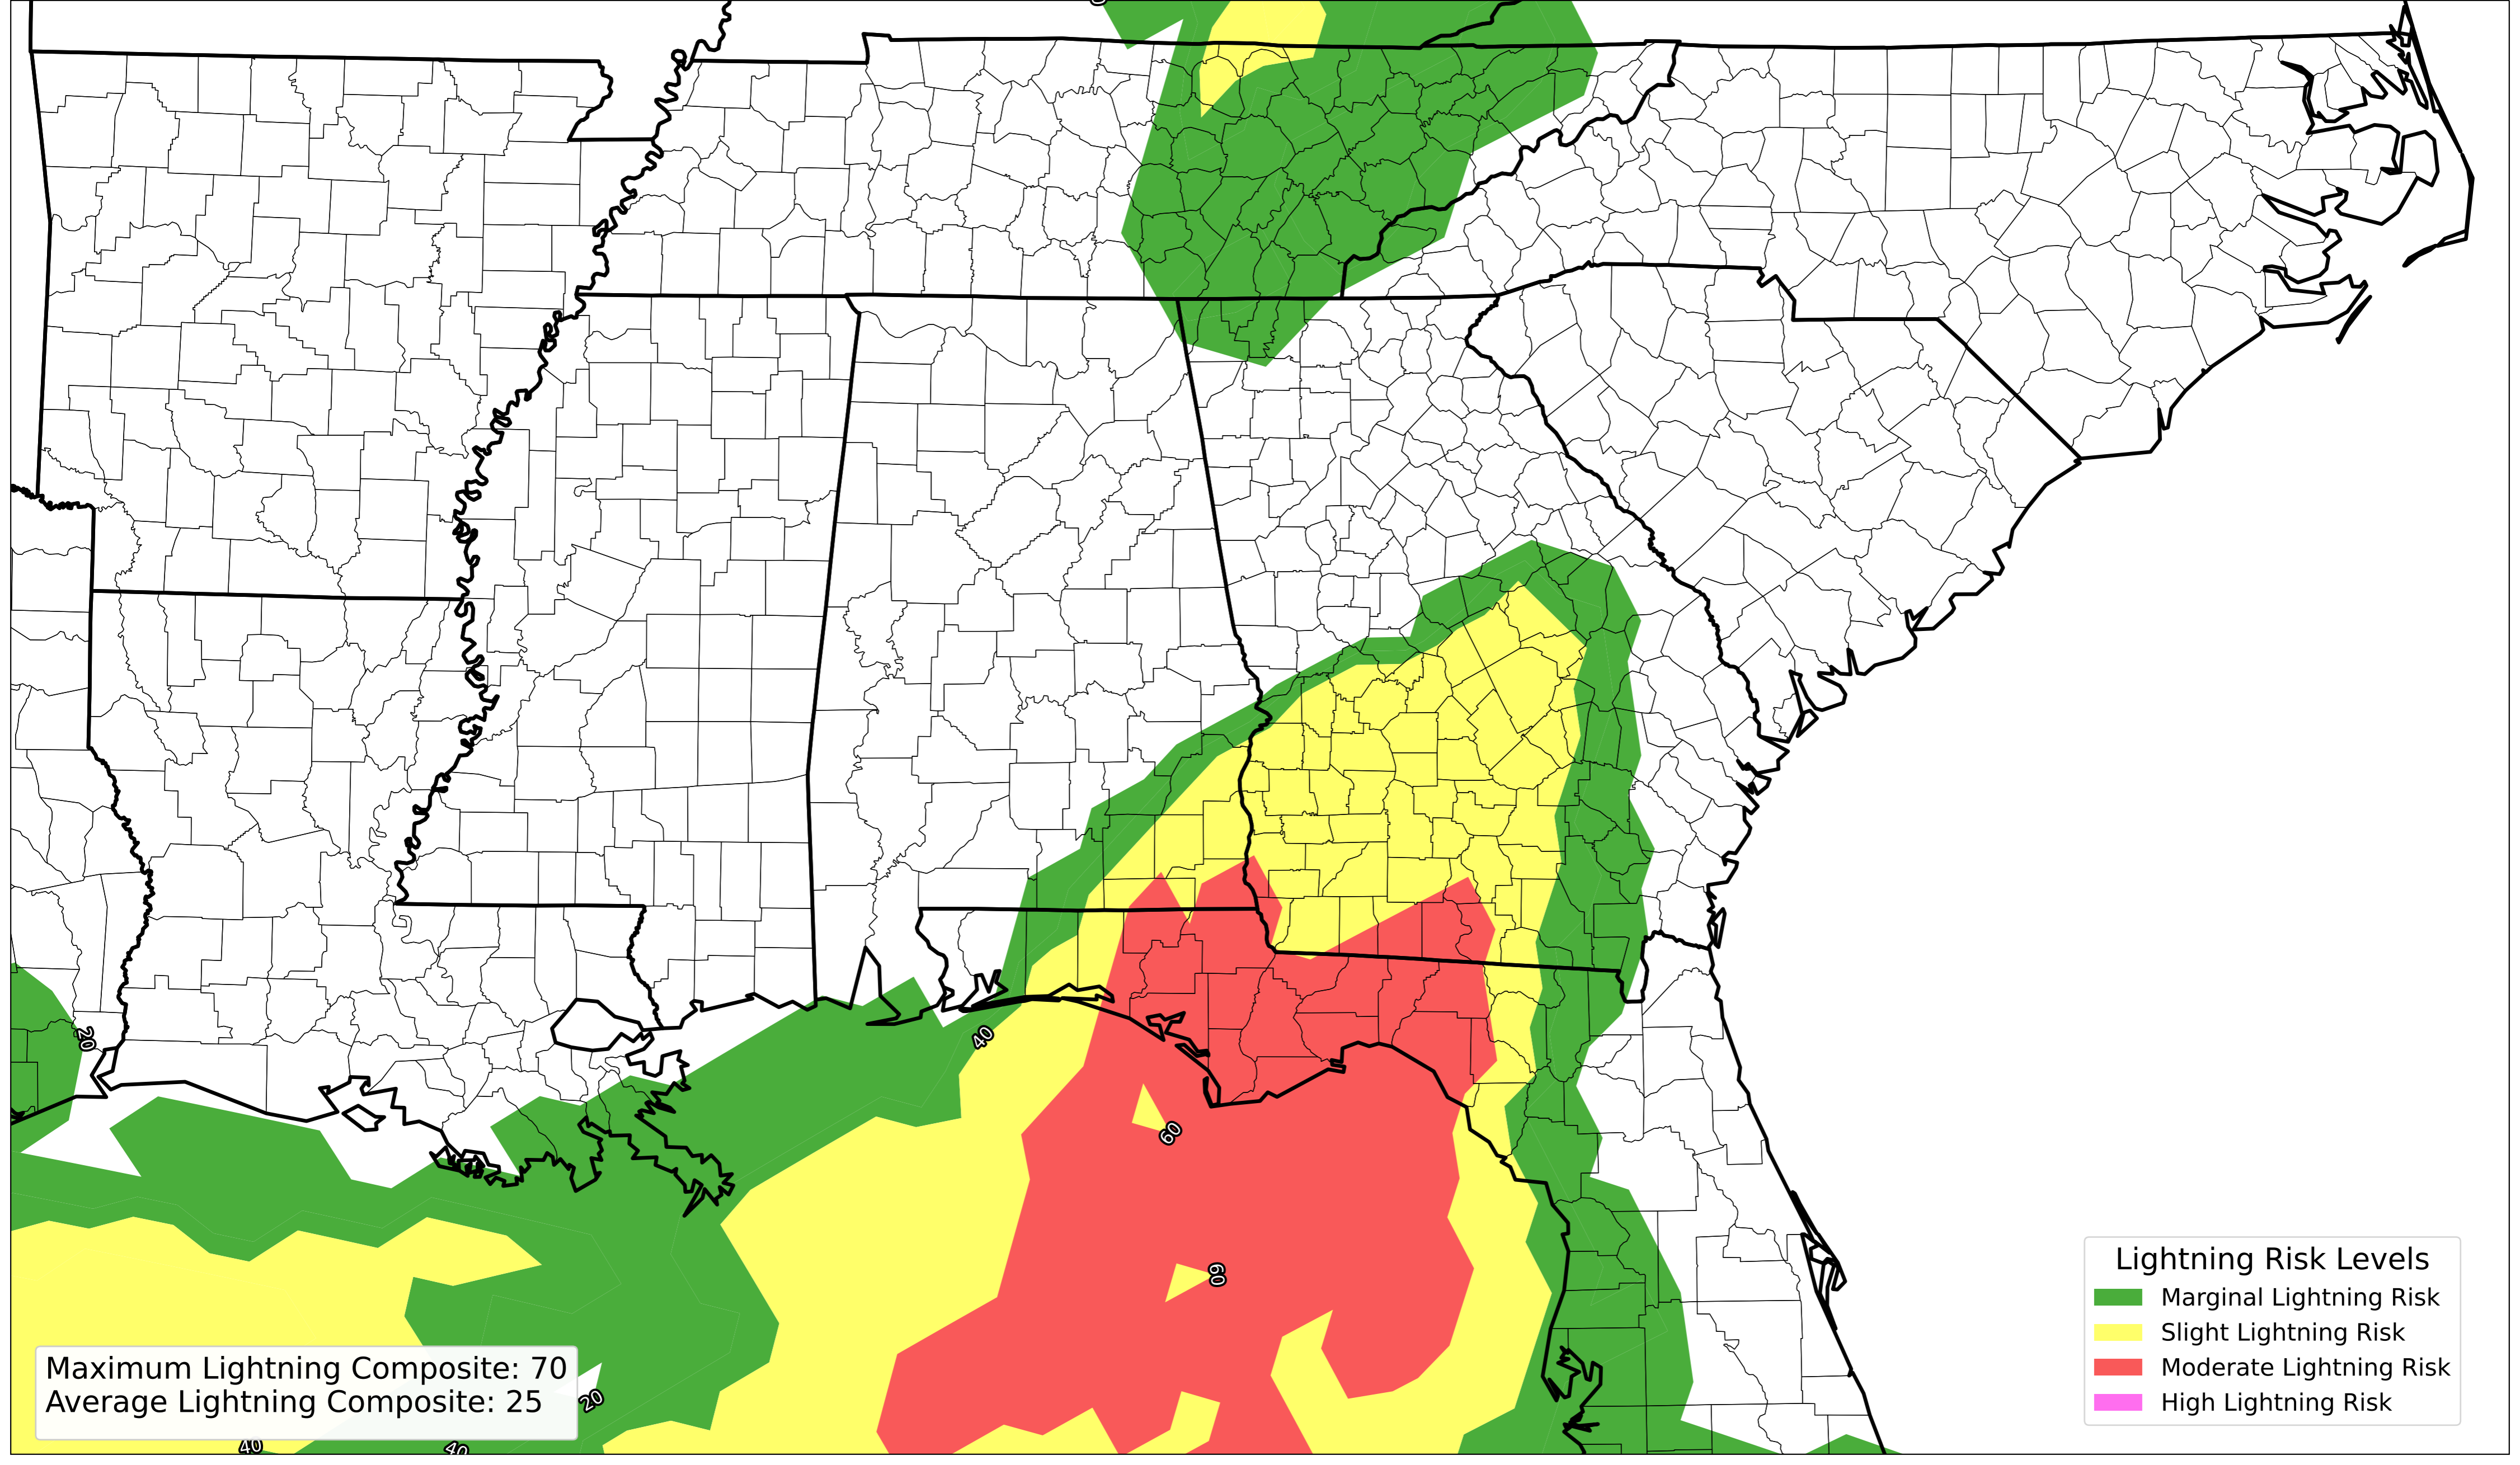 20
40
60
60
20
40
40
Maximum Lightning Composite: 70
Average Lightning Composite: 25
Lightning Risk Levels
Marginal Lightning Risk
Slight Lightning Risk
Moderate Lightning Risk
High Lightning Risk